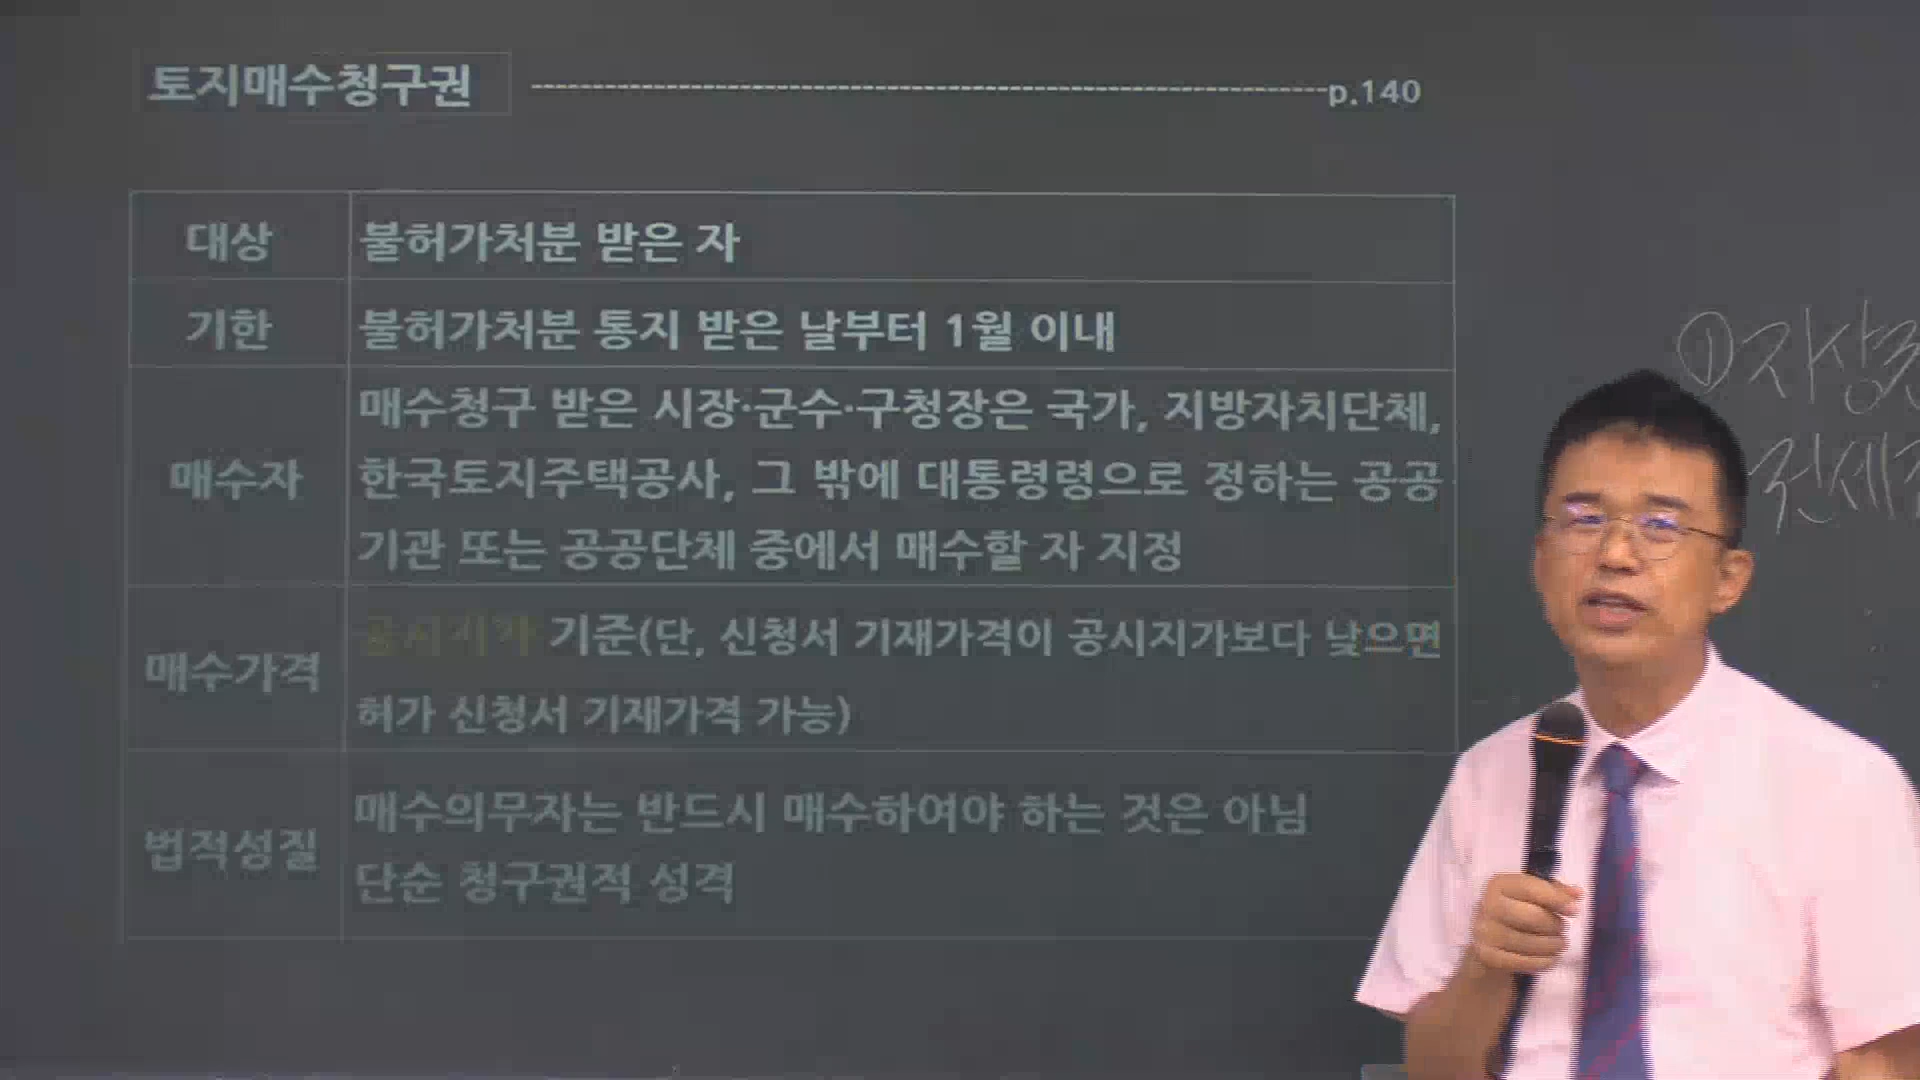 토지매수청구권 ---------- p.140
대상 불허가처분 받은 자
기한 불허가처분 통지 받은 날부터 1월 이내
매수자 매수청구 받은 시장·군수·구청장은 국가, 지방자치단체,
한국토지주택공사, 그 밖에 대통령령으로 정하는 공공
기관 또는 공공단체 중에서 매수할 자 지정
매수가격 공시지가 기준(단, 신청서 기재가격이 공시지가보다 낮으면
허가 신청서 기재가격 가능)
법적성질 매수의무자는 반드시 매수하여야 하는 것은 아님
단순 청구권적 성격
① 자상
전세